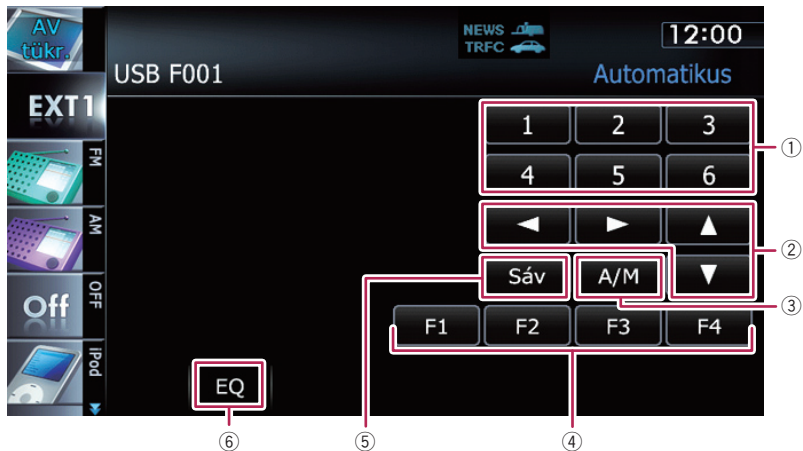 AV
tükr.
NEWS
TRFC
12:00
USB F001
Automatikus
EXT1
FM
AM
Off
OFF
iPod
1 2 3
4 5 6
◄ ► ▲
Sáv A/M ▼
F1 F2 F3 F4
EQ
①
②
③
④
⑤
⑥